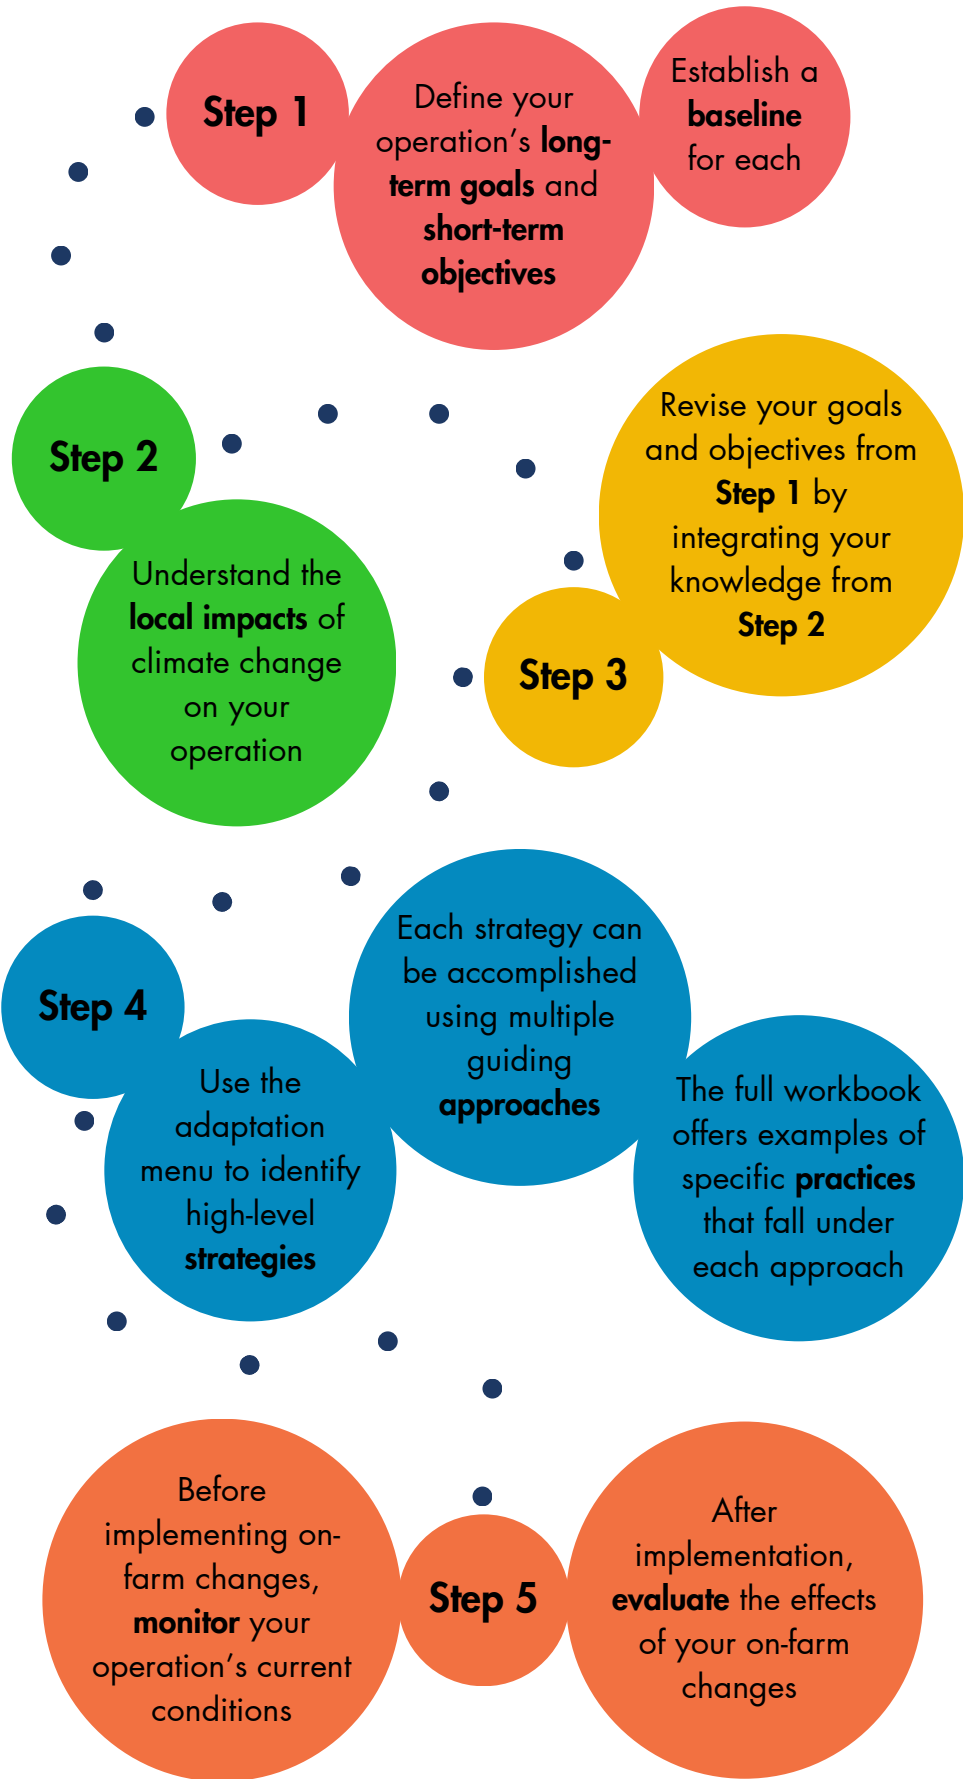 Step 1
Define your
operation's long-
term goals and
short-term
objectives
Establish a
baseline
for each
Step 2
Understand the
local impacts of
climate change
on your
operation
Step 3
Revise your goals
and objectives from
Step 1 by
integrating your
knowledge from
Step 2
Step 4
Use the
adaptation
menu to identify
high-level
strategies
Each strategy can
be accomplished
using multiple
guiding
approaches
The full workbook
offers examples of
specific practices
that fall under
each approach
Step 5
Before
implementing on-
farm changes,
monitor your
operation's current
conditions
After
implementation,
evaluate the effects
of your on-farm
changes